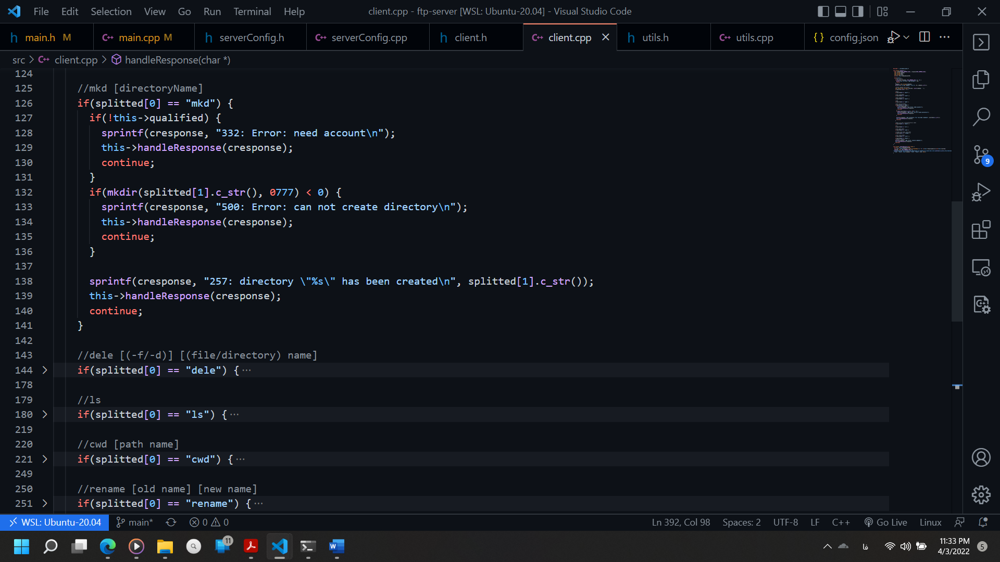 File Edit Selection View Go Run Terminal Help client.cpp - ftp-server [WSL: Ubuntu-20.04] - Visual Studio Code
h main.h M C++ main.cpp M h serverConfig.h C++ serverConfig.cpp h client.h C++ client.cpp h utils.h C++ utils.cpp {} config.json
src > C++ client.cpp > handleResponse(char *)
124
125 //mkd [directoryName]
126 if(splitted[0] == "mkd") {
127 if(!this->qualified) {
128 sprintf(cresponse, "332: Error: need account\n");
129 this->handleResponse(cresponse);
130 continue;
131 }
132 if(mkdir(splitted[1].c_str(), 0777) < 0) {
133 sprintf(cresponse, "500: Error: can not create directory\n");
134 this->handleResponse(cresponse);
135 continue;
136 }
137
138 sprintf(cresponse, "257: directory \"%s\" has been created\n", splitted[1].c_str());
139 this->handleResponse(cresponse);
140 continue;
141 }
142
143 //dele [(-f/-d)] [(file/directory) name]
144 if(splitted[0] == "dele") {···
178
179 //ls
180 if(splitted[0] == "ls") {···
219
220 //cwd [path name]
221 if(splitted[0] == "cwd") {···
249
250 //rename [old name] [new name]
251 if(splitted[0] == "rename") {···
9
WSL: Ubuntu-20.04 main* 0 0 Ln 392, Col 98 Spaces: 2 UTF-8 LF C++ Go Live Linux
11 W فا 11:33 PM
4/3/2022 5